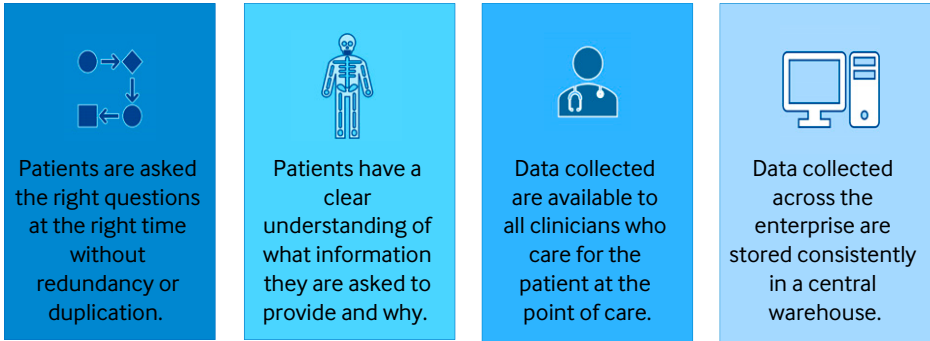 Patients are asked
the right questions
at the right time
without
redundancy or
duplication.
Patients have a
clear
understanding of
what information
they are asked to
provide and why.
Data collected
are available to
all clinicians who
care for the
patient at the
point of care.
Data collected
across the
enterprise are
stored consistently
in a central
warehouse.